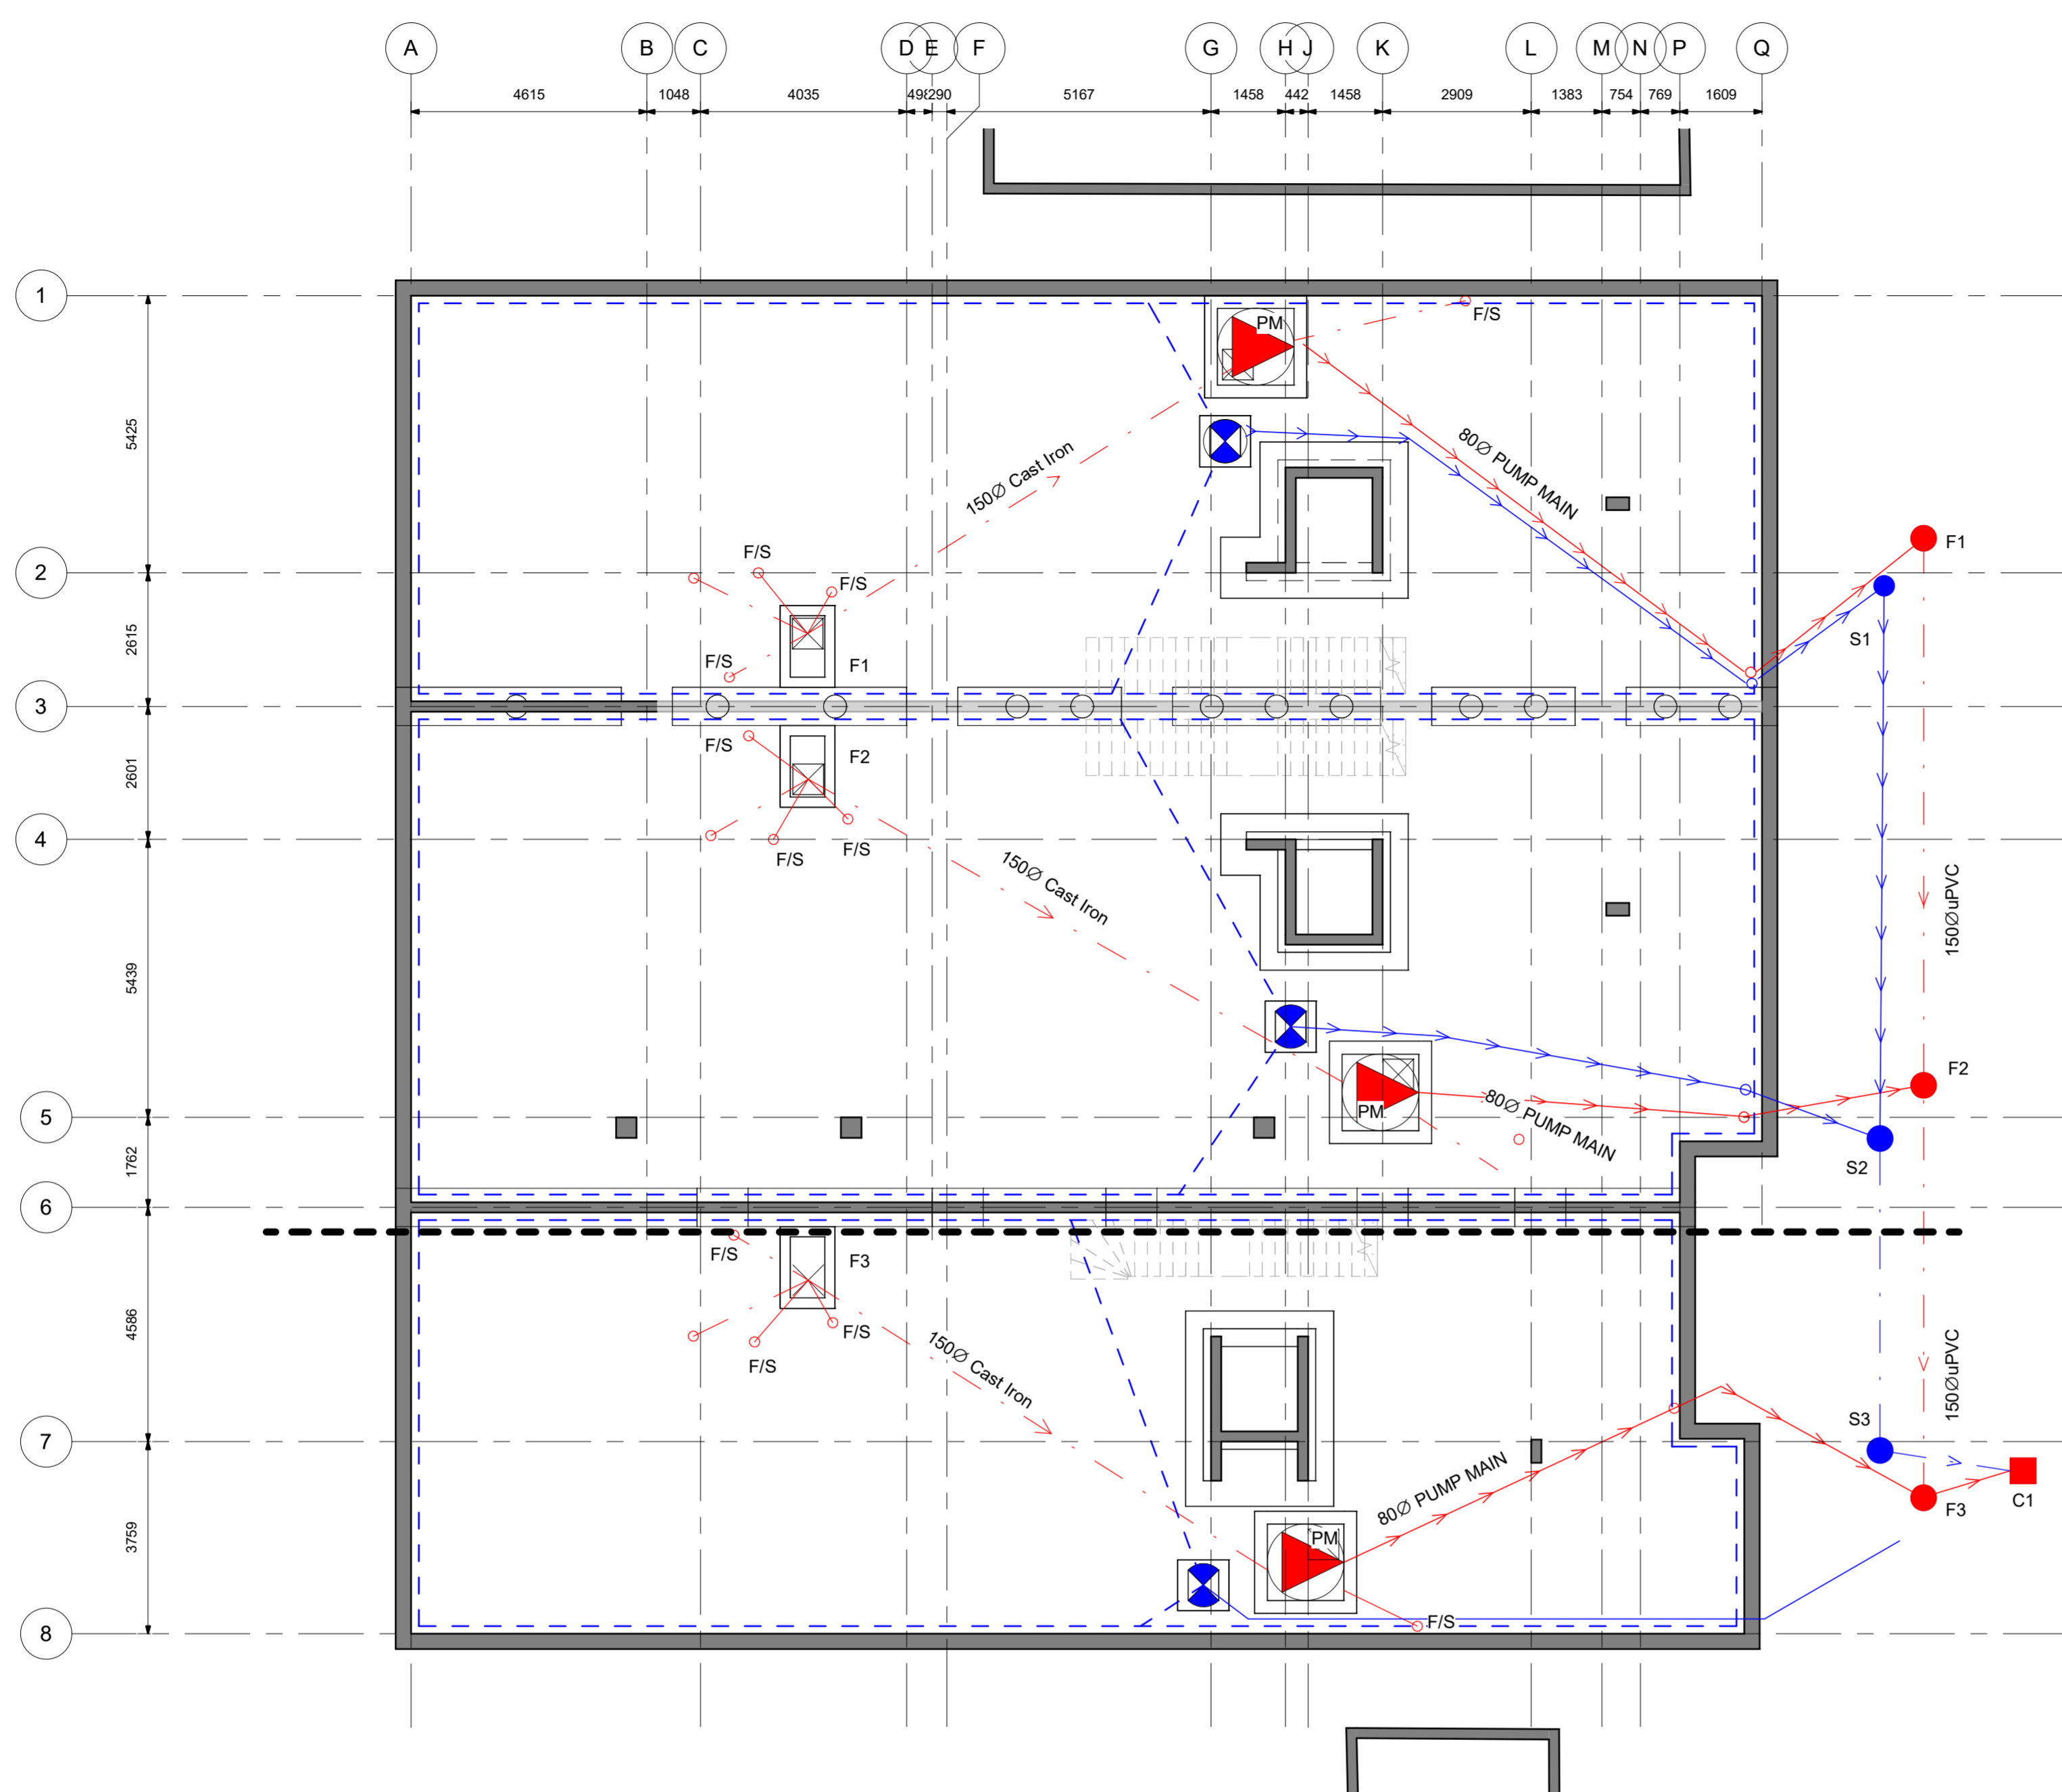 A
B
C
D
E
F
G
H
J
K
L
M
N
P
Q
4615
1048
4035
498
290
5167
1458
442
1458
2909
1383
754
769
1609
1
5425
PM
F/S
150Ø Cast Iron
80Ø PUMP MAIN
F1
2
F/S
F/S
2615
S1
F/S
F1
3
F/S
F2
2601
4
F/S
F/S
150Ø Cast Iron
150ØuPVC
5439
F2
PM
80Ø PUMP MAIN
5
S2
1762
6
F/S
F3
4586
F/S
F/S
150Ø Cast Iron
150ØuPVC
S3
7
80Ø PUMP MAIN
C1
F3
3759
PM
F/S
8